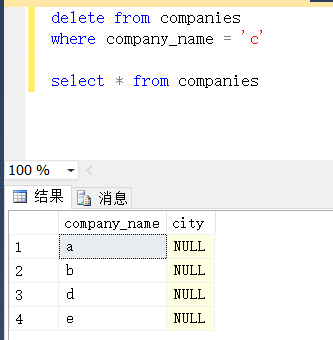 delete from companies
where company_name = 'c'
select * from companies
100 %
结果 消息
company_name city
1 a NULL
2 b NULL
3 d NULL
4 e NULL